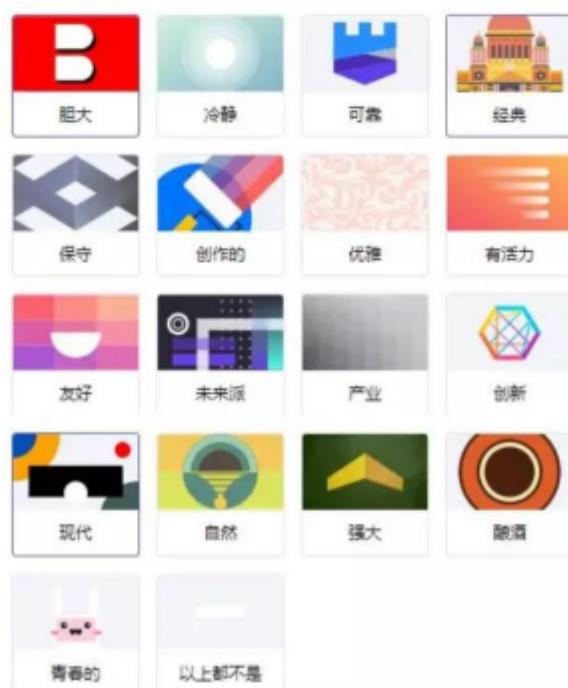 胆大
冷静
可靠
经典
保守
创作的
优雅
有活力
友好
未来派
产业
创新
现代
自然
强大
酿酒
青春的
以上都不是